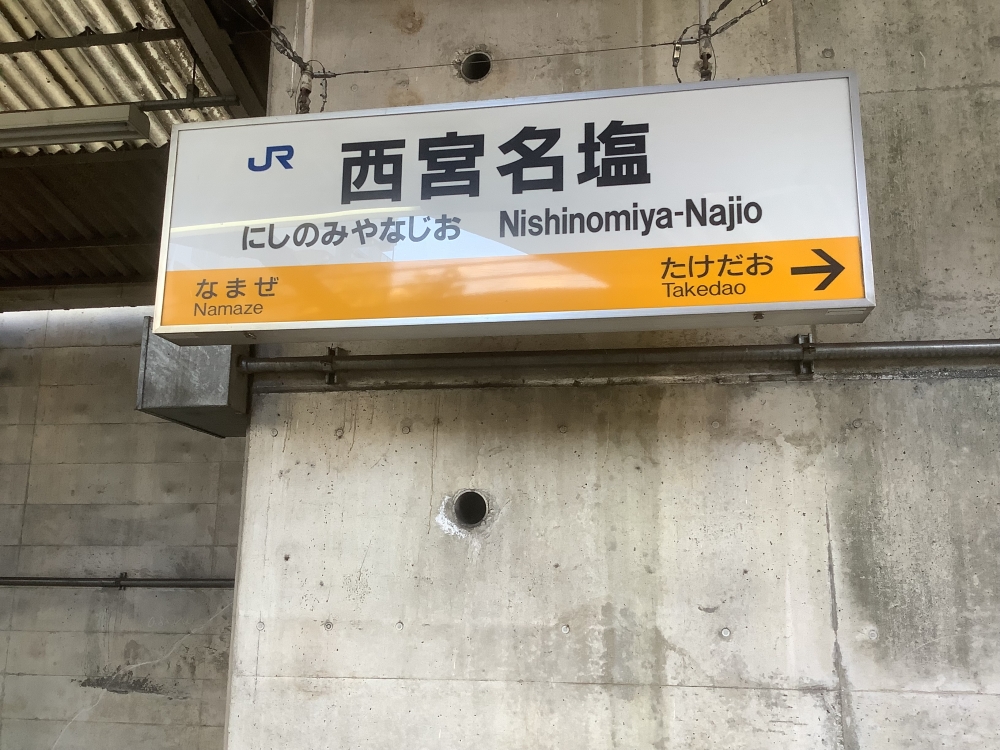 JR 西宮名塩
にしのみやなじお Nishinomiya-Najio
なまぜ たけだお →
Namaze Takedao